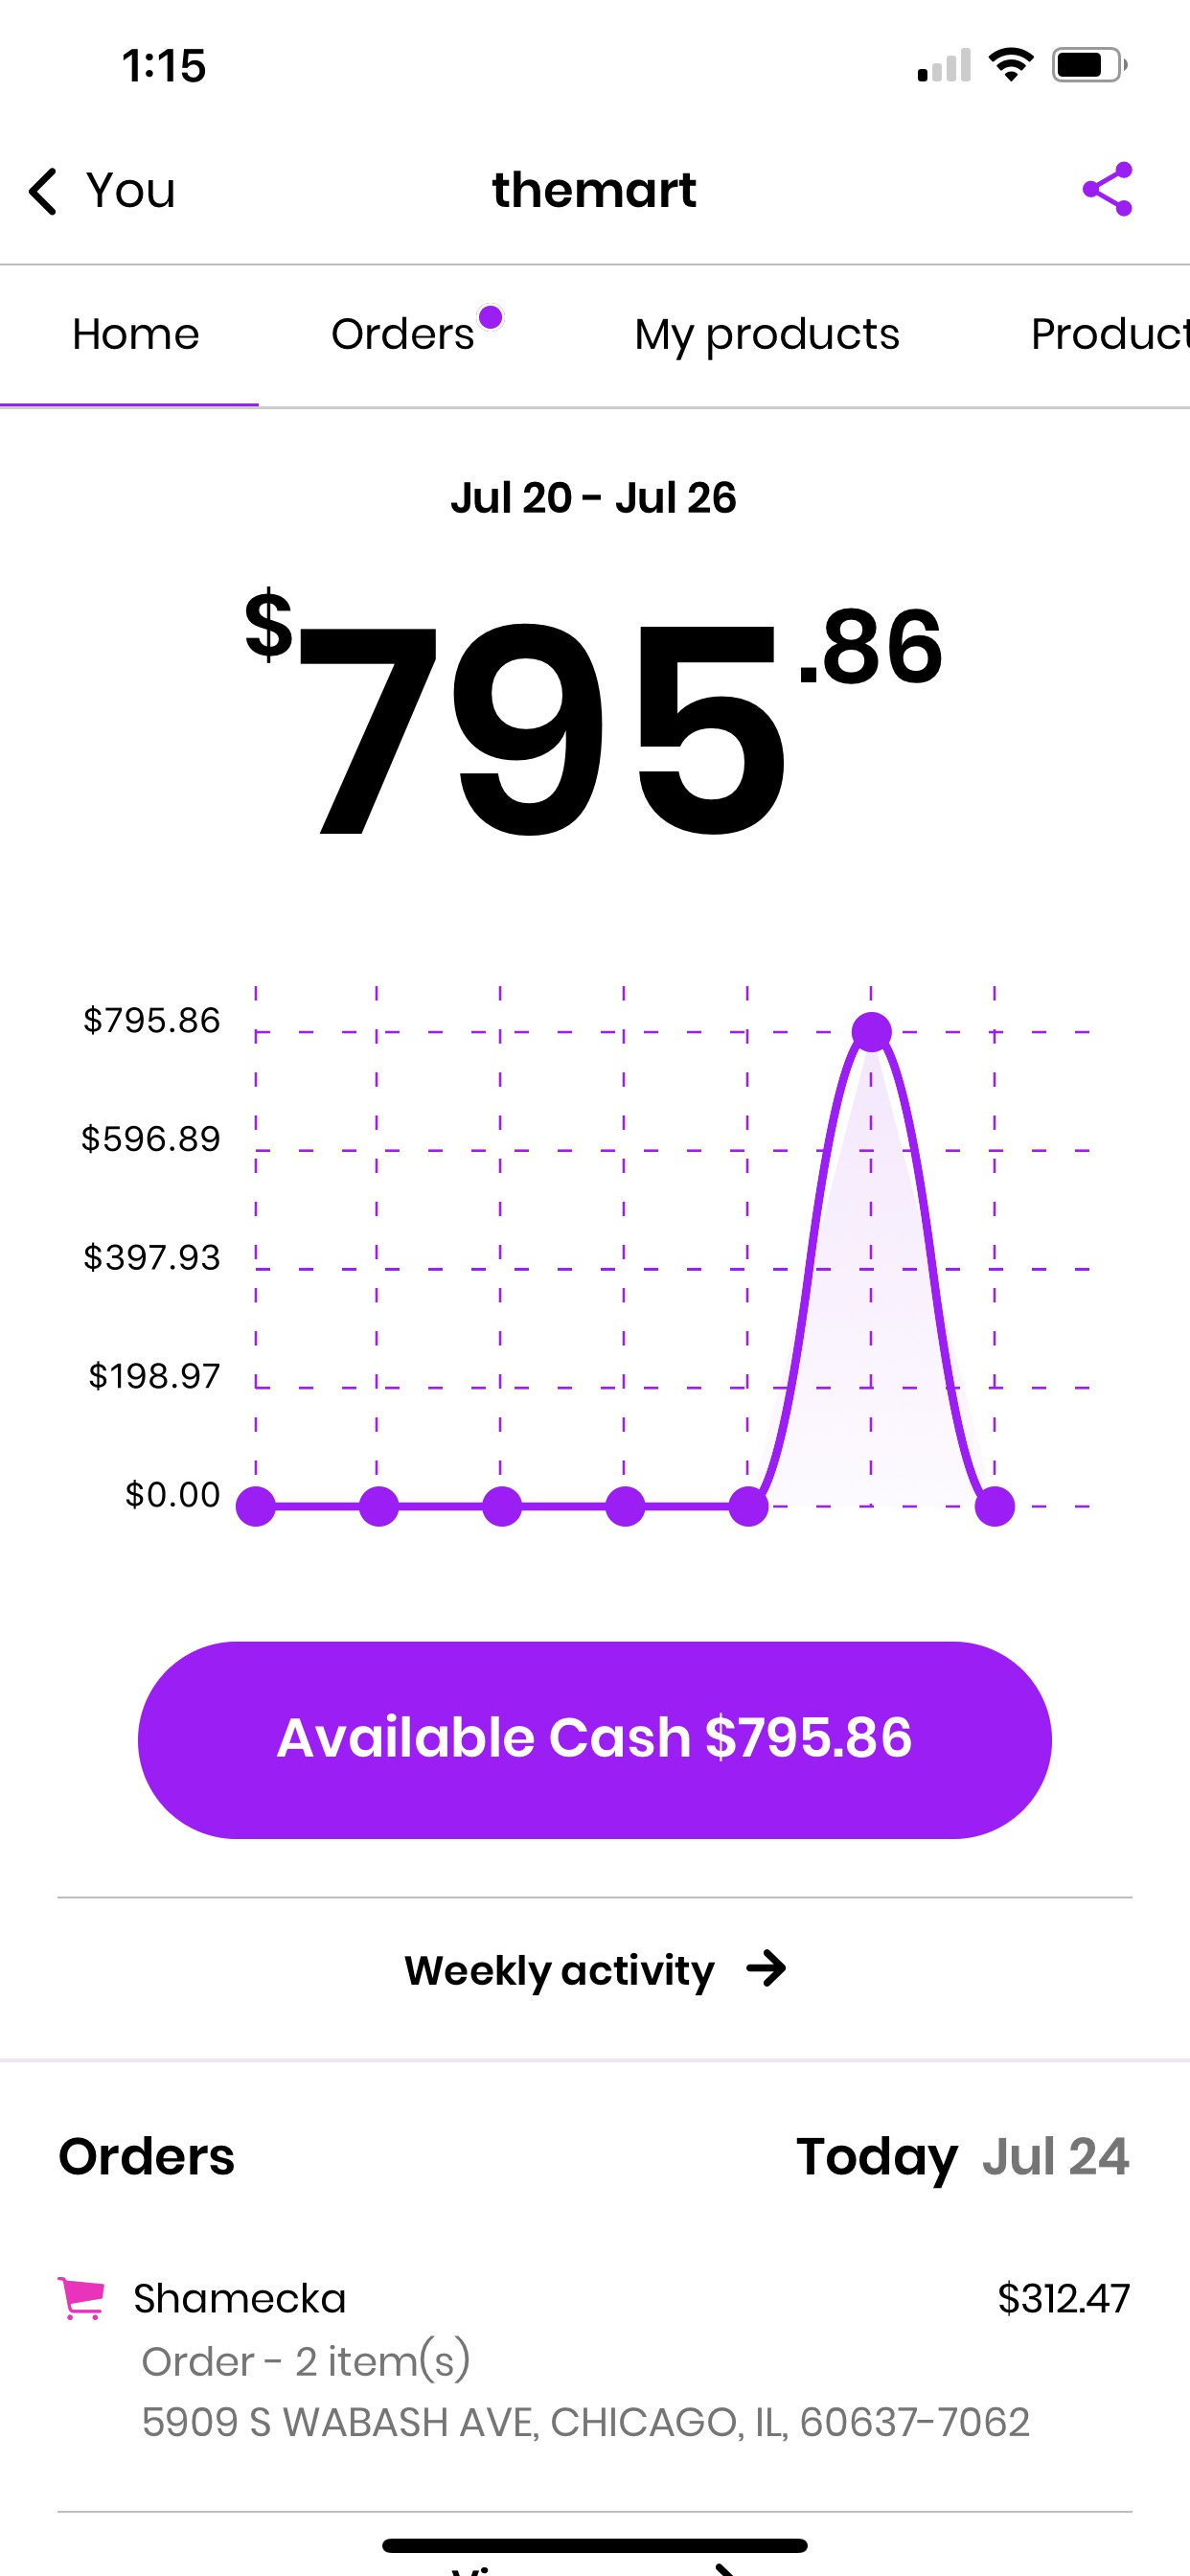 1:15
You themart
Home Orders My products Product
Jul 20 - Jul 26
$795.86
$795.86
$596.89
$397.93
$198.97
$0.00
Available Cash $795.86
Weekly activity
Orders Today Jul 24
Shamecka $312.47
Order - 2 item(s)
5909 S WABASH AVE, CHICAGO, IL, 60637-7062